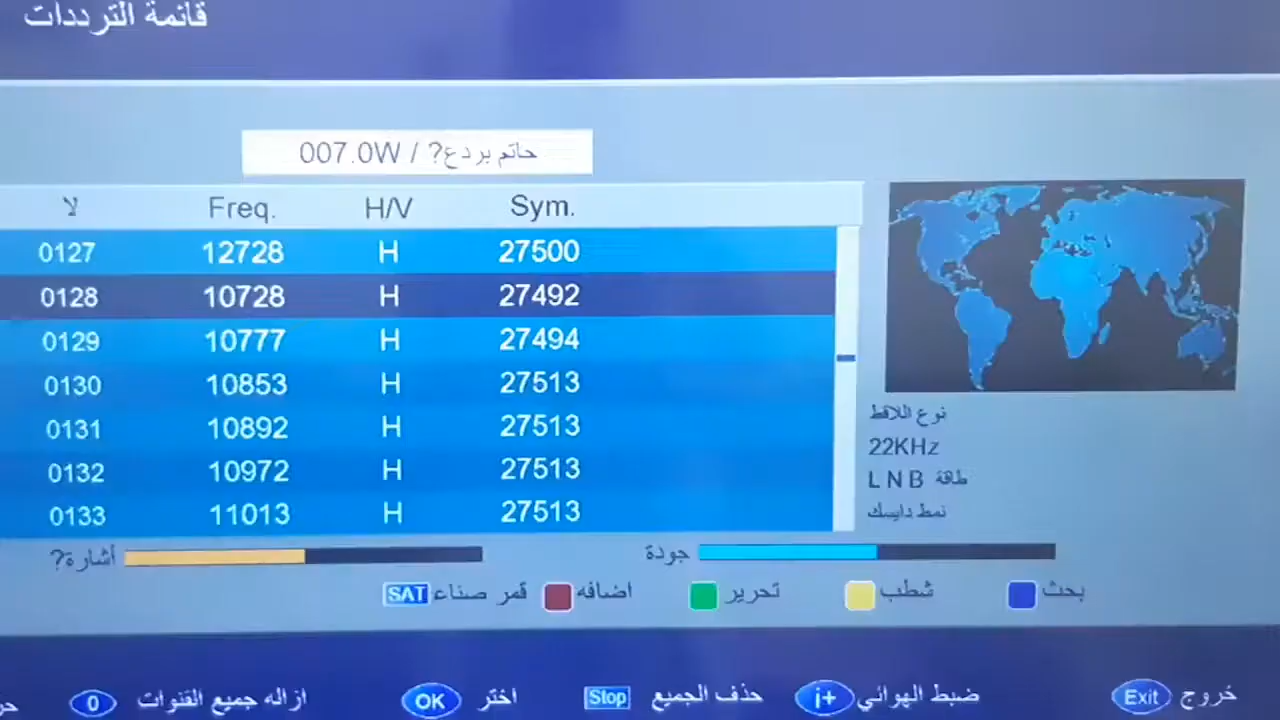 قائمة الترددات
حاتم بردع? / 007.0W
لا Freq. H/V Sym.
0127 12728 H 27500
0128 10728 H 27492
0129 10777 H 27494
0130 10853 H 27513
0131 10892 H 27513
0132 10972 H 27513
0133 11013 H 27513
نوع اللاقط
22KHz
طاقة LNB
نمط دايسك
أشارة? جودة
SAT قمر صناء اضافه تحرير شطب بحث
0 ازاله جميع القنوات OK اختر Stop حذف الجميع i+ ضبط الهوائي Exit خروج